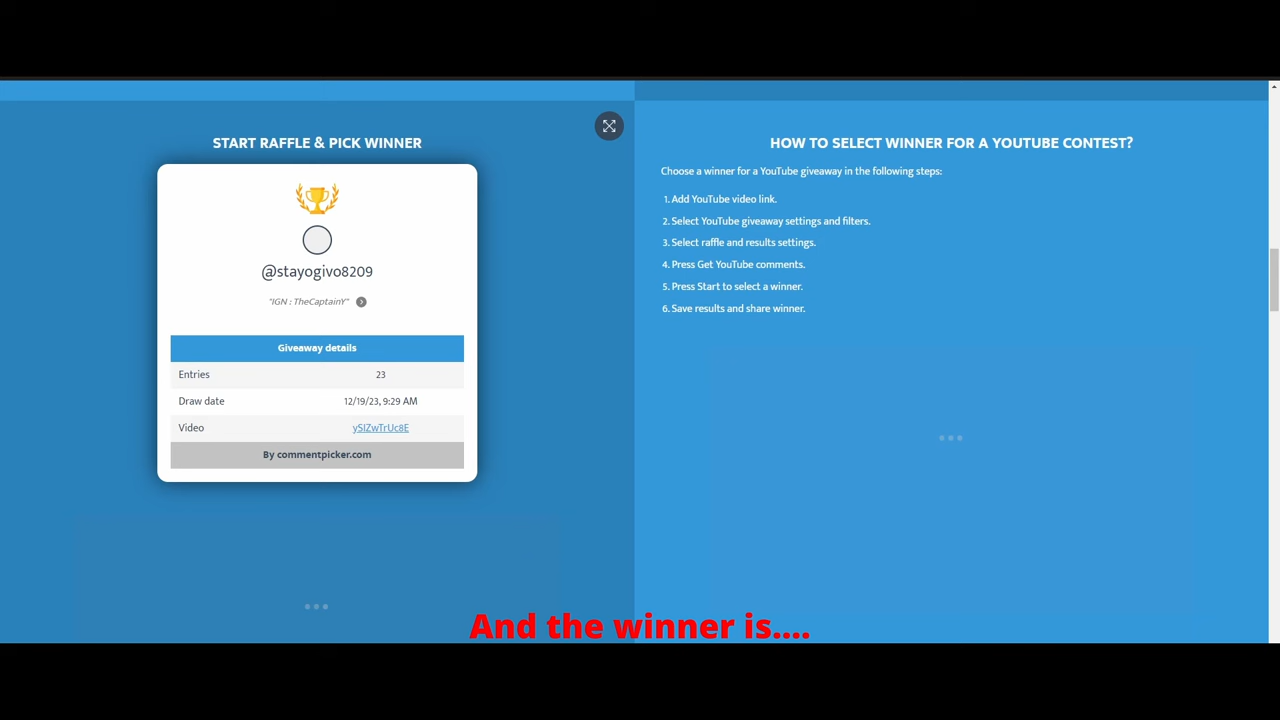 START RAFFLE & PICK WINNER
@stayogivo8209
"IGN : TheCaptainY"
Giveaway details
Entries 23
Draw date 12/19/23, 9:29 AM
Video ySIZwTrUc8E
By commentpicker.com
HOW TO SELECT WINNER FOR A YOUTUBE CONTEST?
Choose a winner for a YouTube giveaway in the following steps:
1. Add YouTube video link.
2. Select YouTube giveaway settings and filters.
3. Select raffle and results settings.
4. Press Get YouTube comments.
5. Press Start to select a winner.
6. Save results and share winner.
And the winner is....